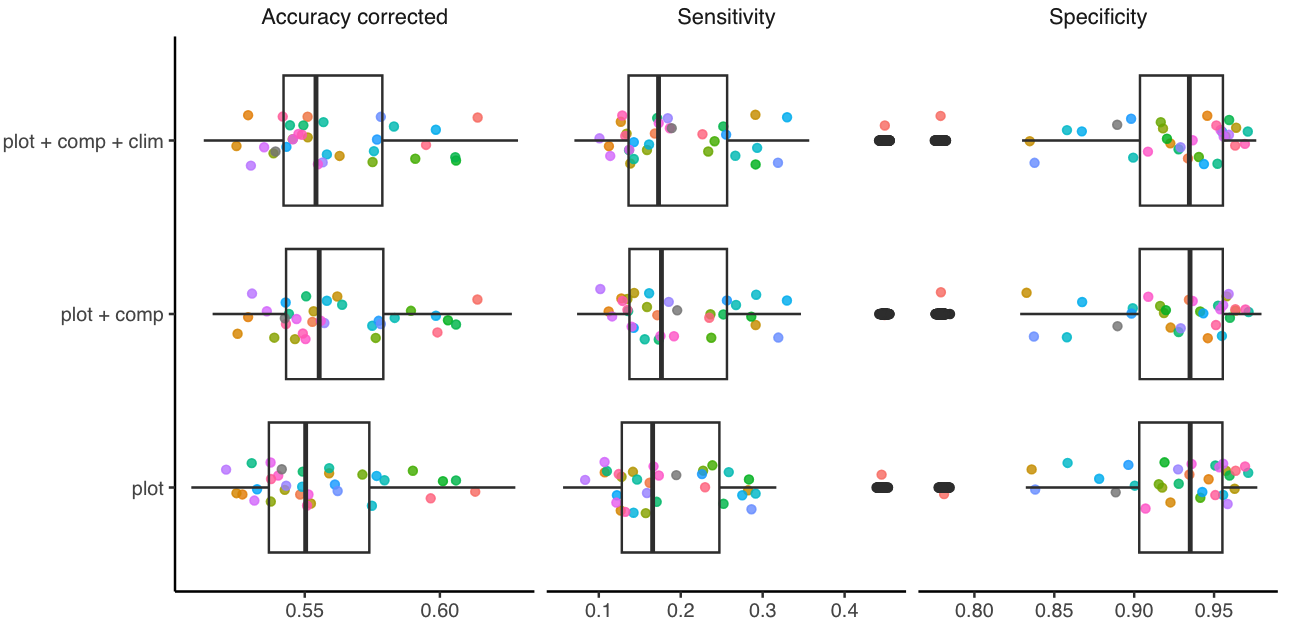 Accuracy corrected Sensitivity Specificity
plot + comp + clim
plot + comp
plot
0.55 0.60 0.1 0.2 0.3 0.4 0.80 0.85 0.90 0.95